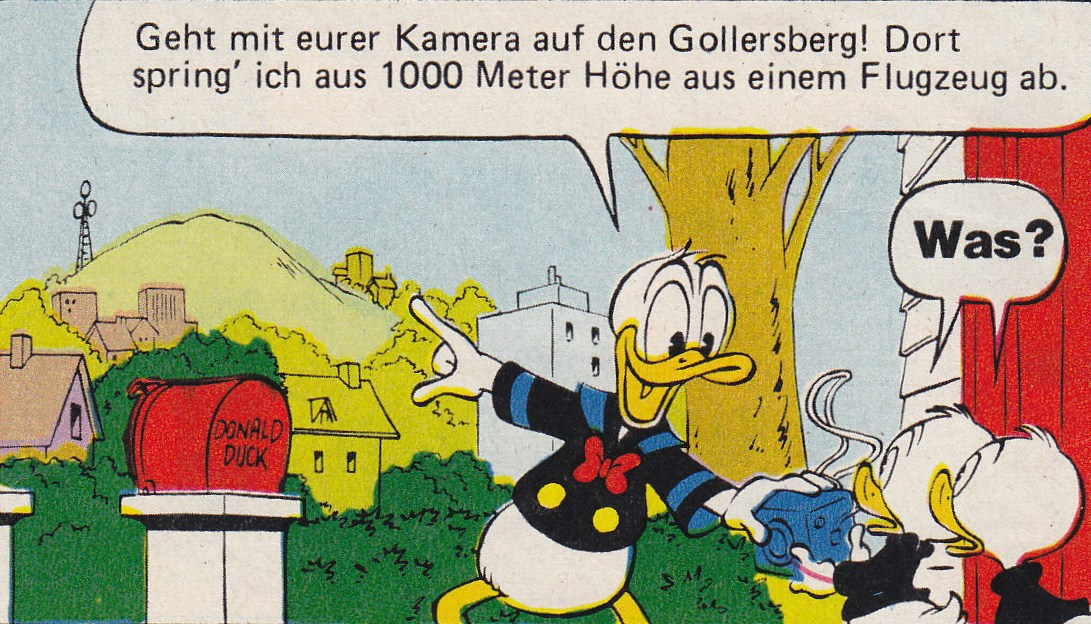 Geht mit eurer Kamera auf den Gollersberg! Dort
spring' ich aus 1000 Meter Höhe aus einem Flugzeug ab.
Was?
DONALD
DUCK